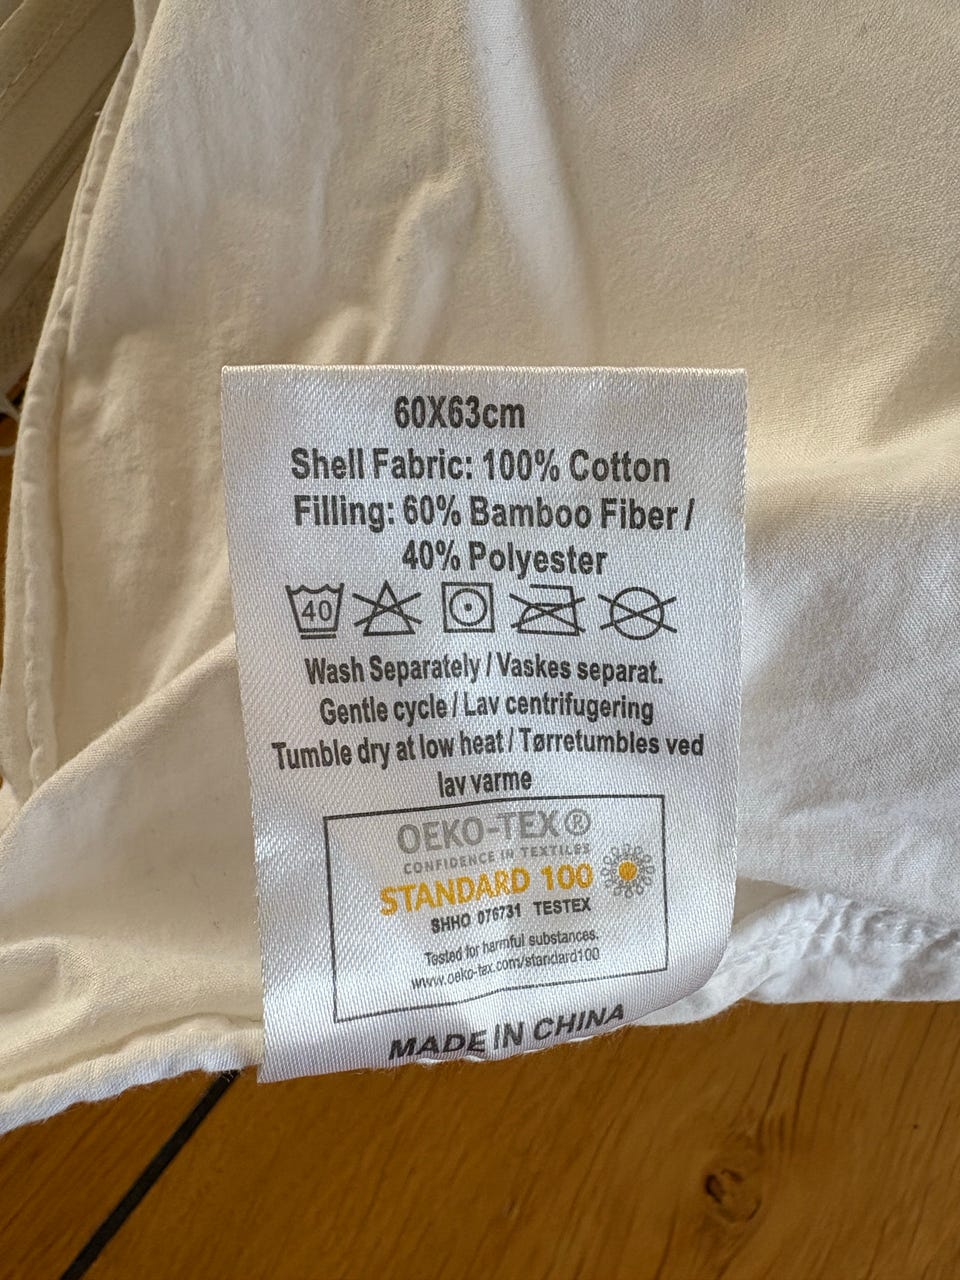 60X63cm
Shell Fabric: 100% Cotton
Filling: 60% Bamboo Fiber /
40% Polyester
40
Wash Separately / Vaskes separat.
Gentle cycle / Lav centrifugering
Tumble dry at low heat / Tørretumbles ved
lav varme
OEKO-TEX®
CONFIDENCE IN TEXTILES
STANDARD 100
SHHO 076731 TESTEX
Tested for harmful substances.
www.oeko-tex.com/standard100
MADE IN CHINA